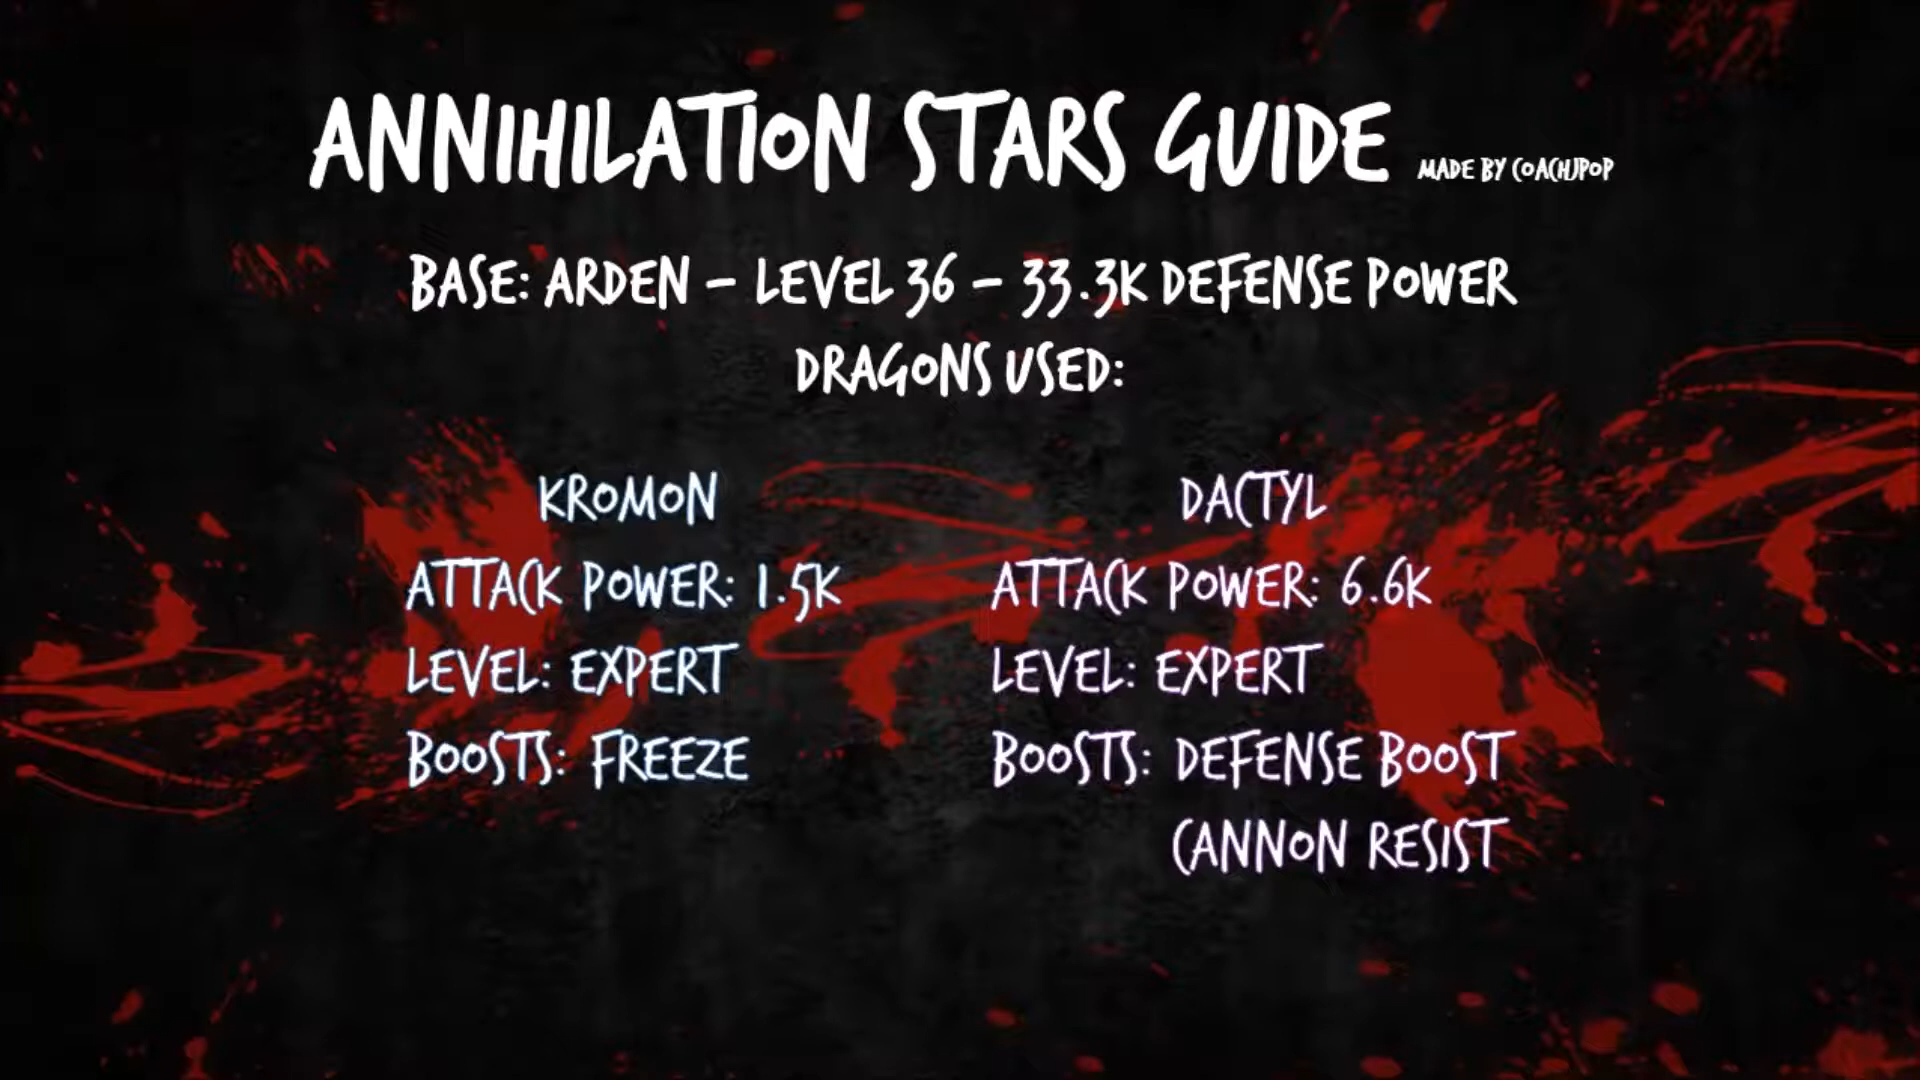 ANNIHILATION STARS GUIDE MADE BY COACHJPOP
BASE: ARDEN - LEVEL 36 - 33.3K DEFENSE POWER
DRAGONS USED:
KROMON
ATTACK POWER: 1.5K
LEVEL: EXPERT
BOOSTS: FREEZE
DACTYL
ATTACK POWER: 6.6K
LEVEL: EXPERT
BOOSTS: DEFENSE BOOST
CANNON RESIST